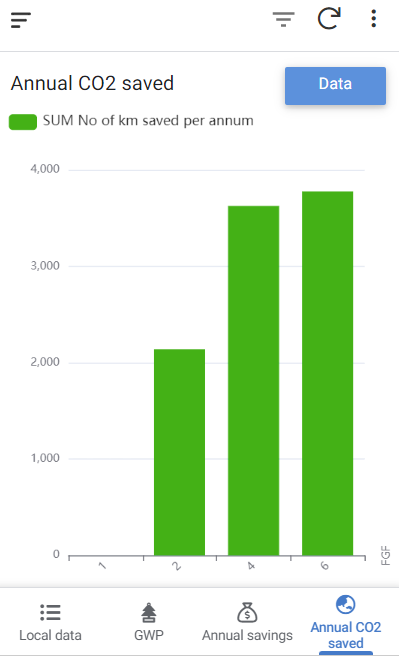 Annual CO2 saved
Data
SUM No of km saved per annum
4,000
3,000
2,000
1,000
0
1
2
4
6
FGF
Local data
GWP
Annual savings
Annual CO2
saved